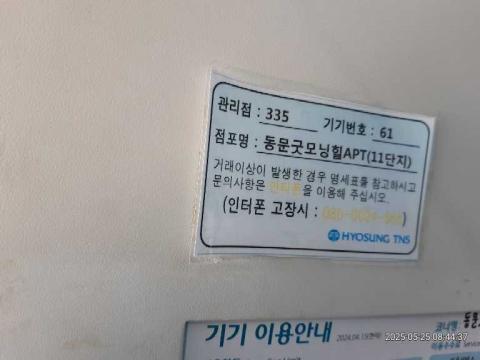 관리점 : 335 기기번호 : 61
점포명 : 동문굿모닝힐APT(11단지)
거래이상이 발생한 경우 명세표를 참고하시고
문의사항은 인터폰을 이용해 주십시오.
(인터폰 고장시 : )
HYOSUNG TNS
기기 이용안내
2025-05-25 08:44:37